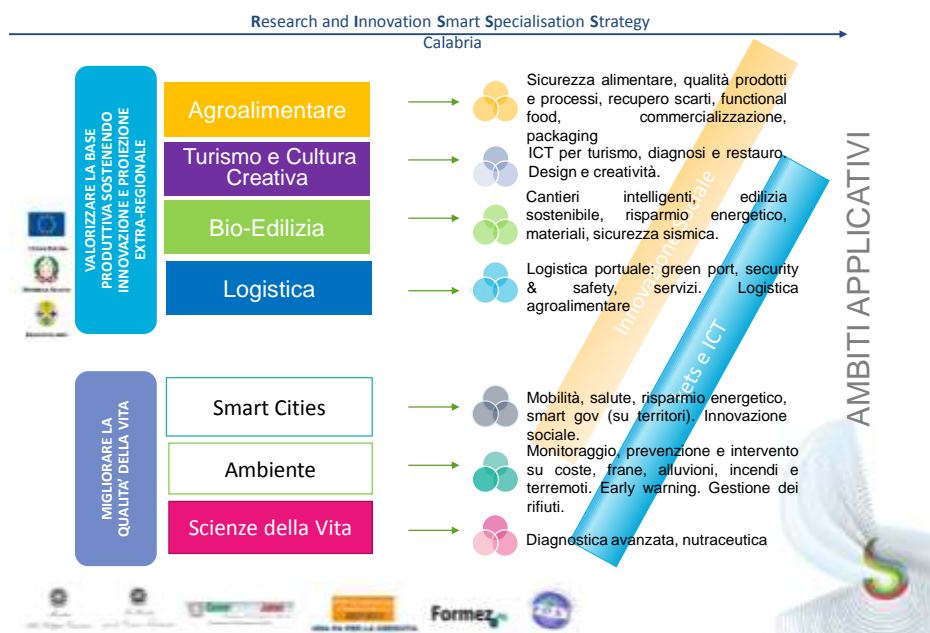 Research and Innovation Smart Specialisation Strategy
Calabria
VALORIZZARE LA BASE
PRODUTTIVA SOSTENENDO
INNOVAZIONE E PROIEZIONE
EXTRA-REGIONALE
Agroalimentare
Sicurezza alimentare, qualità prodotti
e processi, recupero scarti, functional
food, commercializzazione,
packaging
Turismo e Cultura
Creativa
ICT per turismo, diagnosi e restauro.
Design e creatività.
Bio-Edilizia
Cantieri intelligenti, edilizia
sostenibile, risparmio energetico,
materiali, sicurezza sismica.
Logistica
Logistica portuale: green port, security
& safety, servizi. Logistica
agroalimentare
Innovazione sociale
Kets e ICT
AMBITI APPLICATIVI
MIGLIORARE LA
QUALITA’ DELLA VITA
Smart Cities
Mobilità, salute, risparmio energetico,
smart gov (su territori). Innovazione
sociale.
Ambiente
Monitoraggio, prevenzione e intervento
su coste, frane, alluvioni, incendi e
terremoti. Early warning. Gestione dei
rifiuti.
Scienze della Vita
Diagnostica avanzata, nutraceutica
Formez